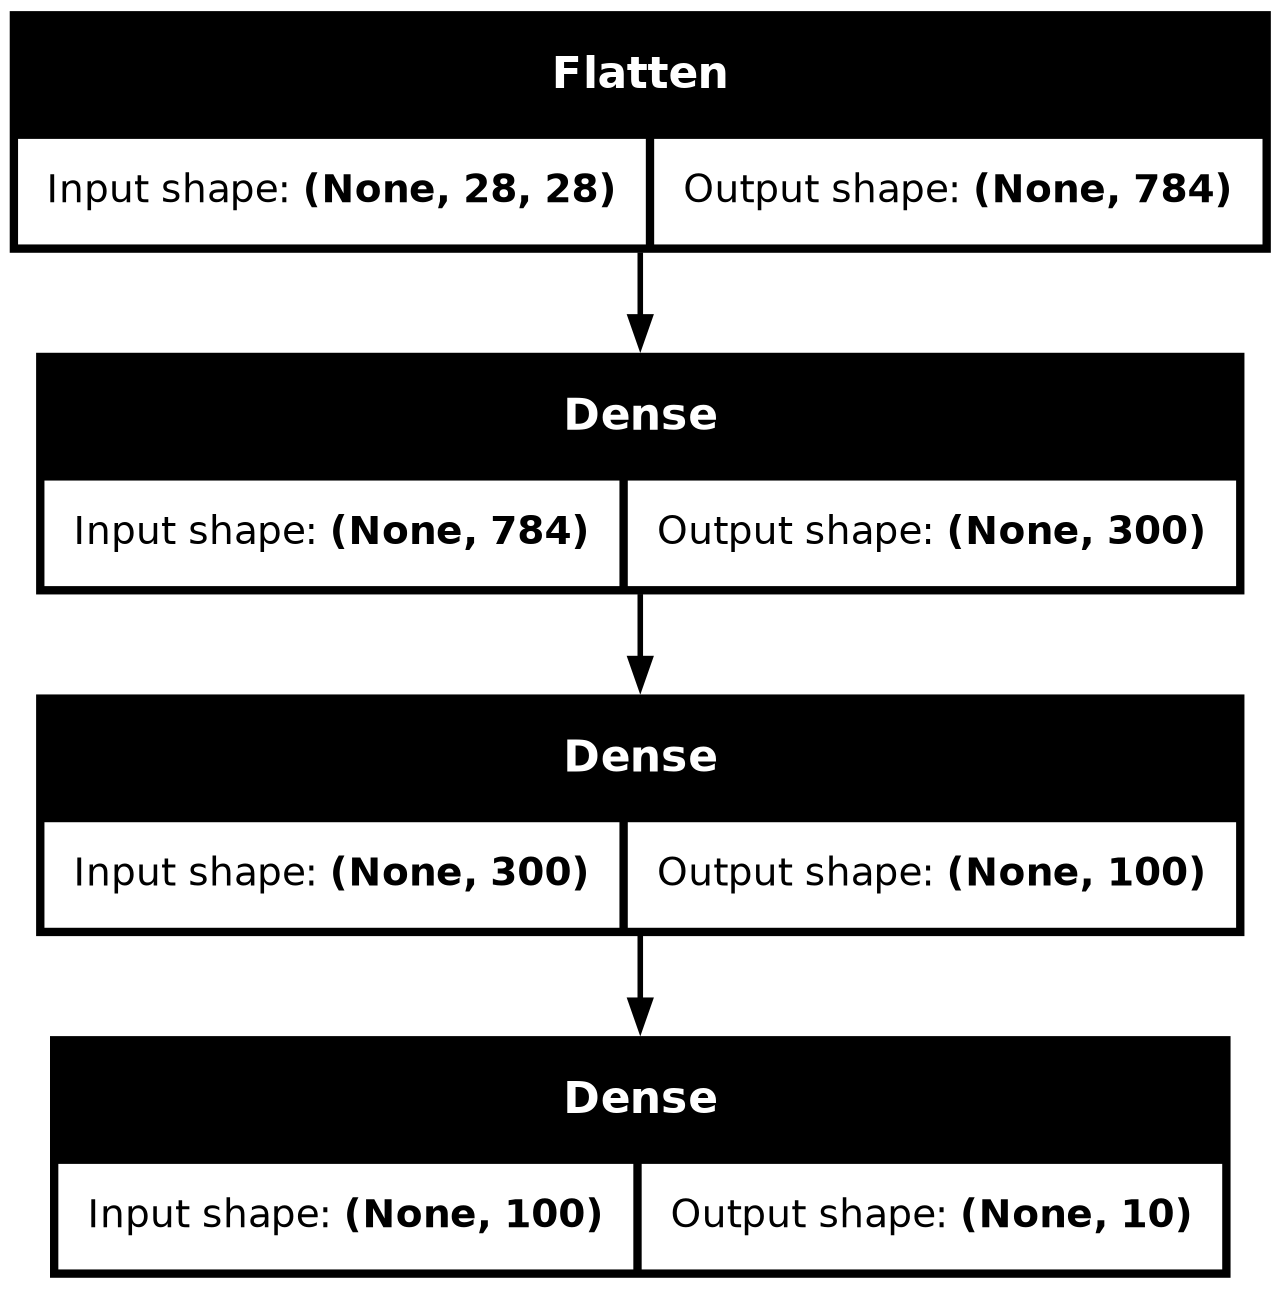 Flatten
Input shape: (None, 28, 28) Output shape: (None, 784)
Dense
Input shape: (None, 784) Output shape: (None, 300)
Dense
Input shape: (None, 300) Output shape: (None, 100)
Dense
Input shape: (None, 100) Output shape: (None, 10)